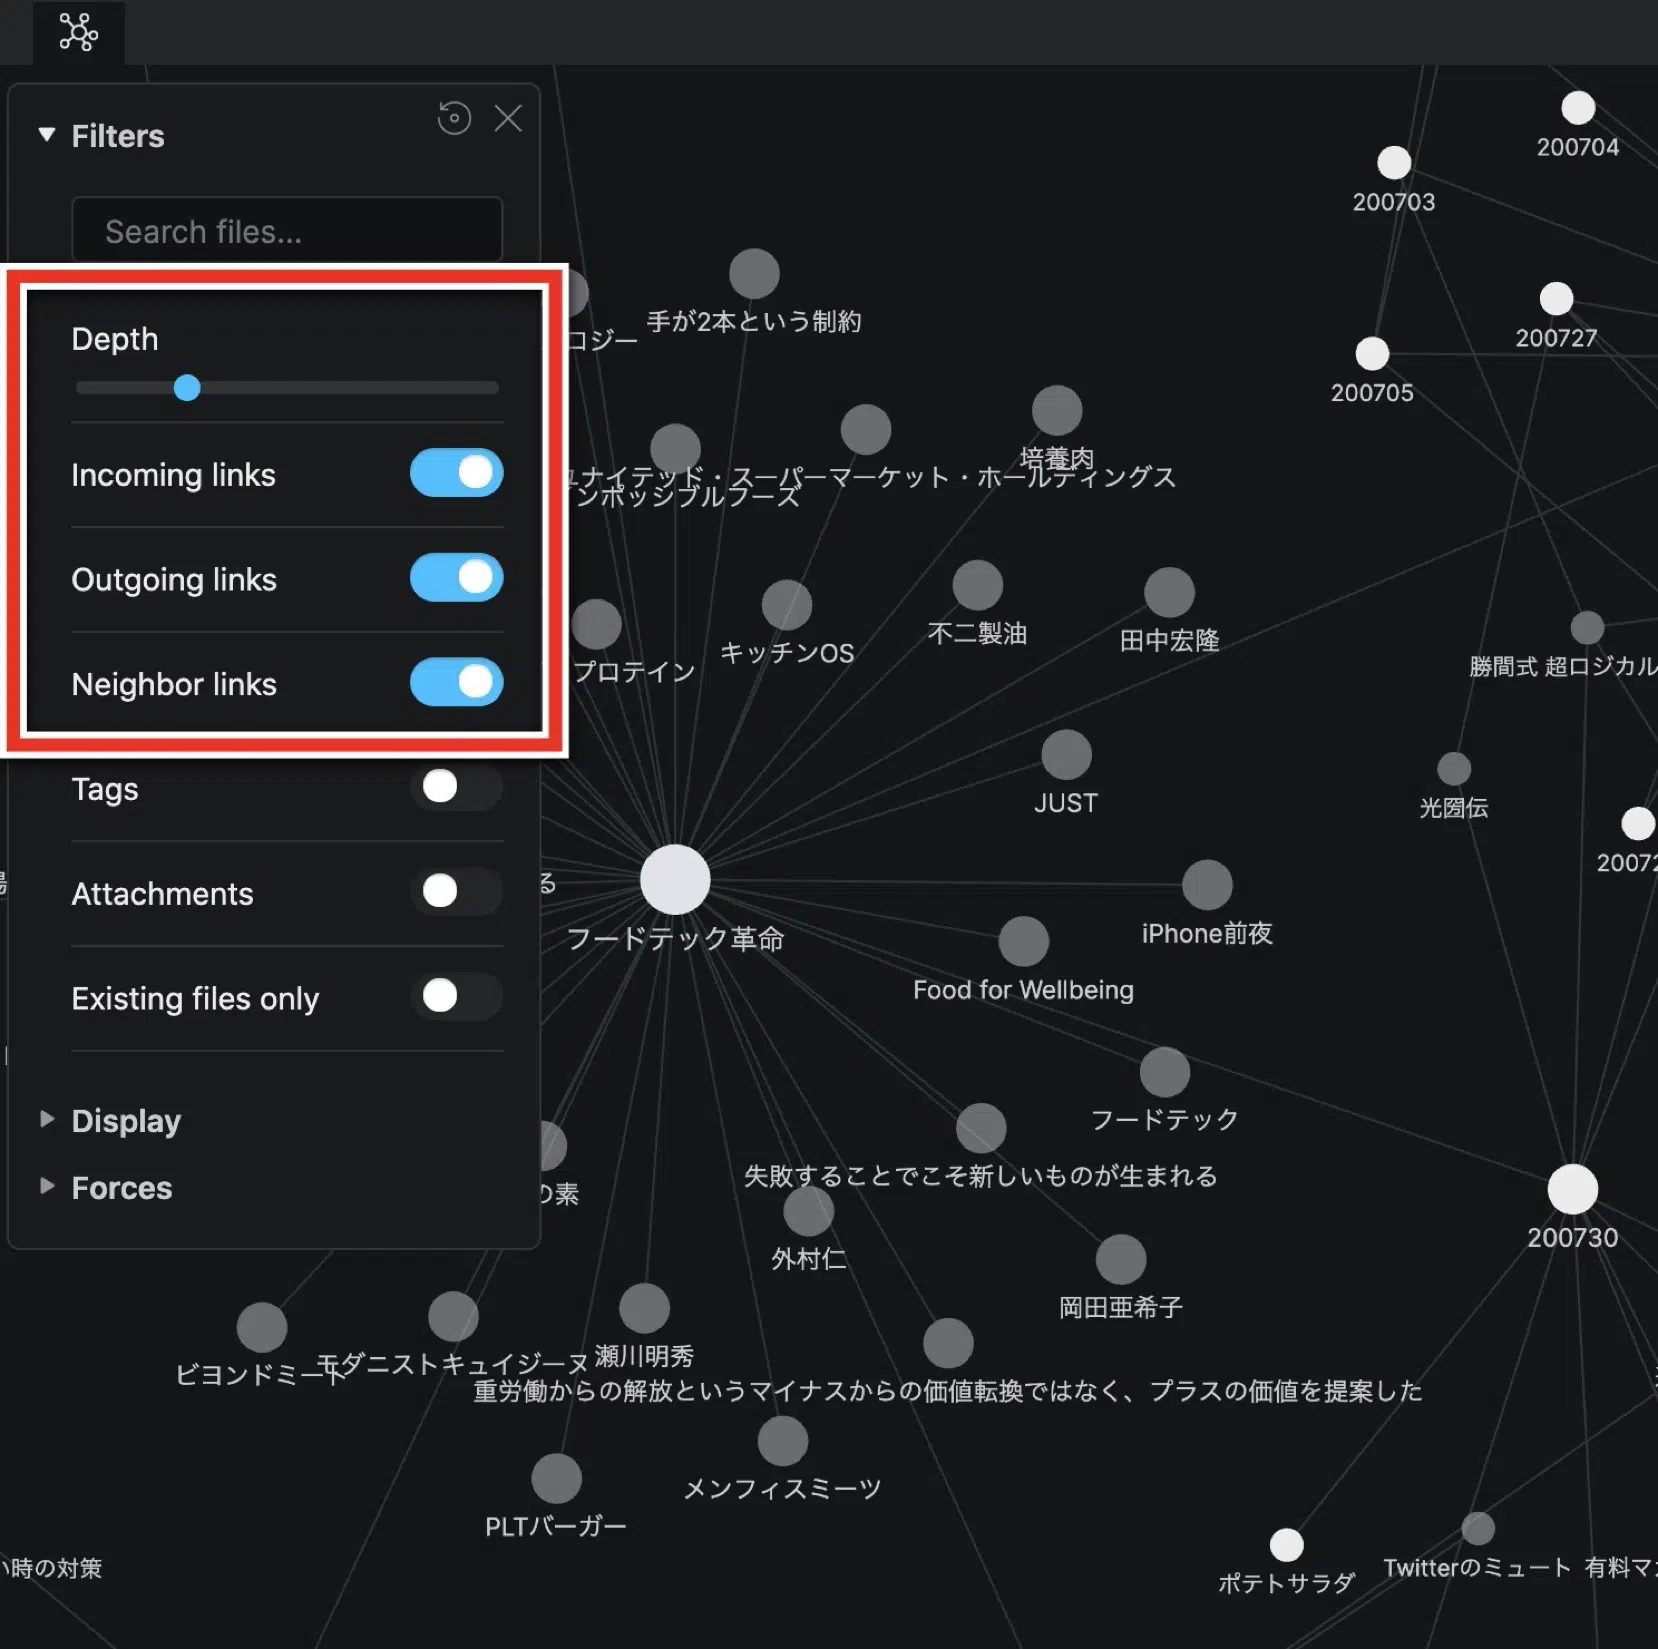 Filters
Search files...
Depth
Incoming links
Outgoing links
Neighbor links
Tags
Attachments
Existing files only
Display
Forces
200704
200703
200727
200705
手が2本という制約
ロジー
培養肉
ユナイテッド・スーパーマーケット・ホールディングス
ンポッシブルフーズ
キッチンOS
不二製油
田中宏隆
プロテイン
勝間式 超ロジカル
JUST
光圀伝
20072
る
フードテック革命
iPhone前夜
Food for Wellbeing
フードテック
失敗することでこそ新しいものが生まれる
の素
外村仁
200730
岡田亜希子
ビヨンドミート
モダニストキュイジーヌ
瀬川明秀
重労働からの解放というマイナスからの価値転換ではなく、プラスの価値を提案した
メンフィスミーツ
PLTバーガー
い時の対策
ポテトサラダ
Twitterのミュート
有料マ